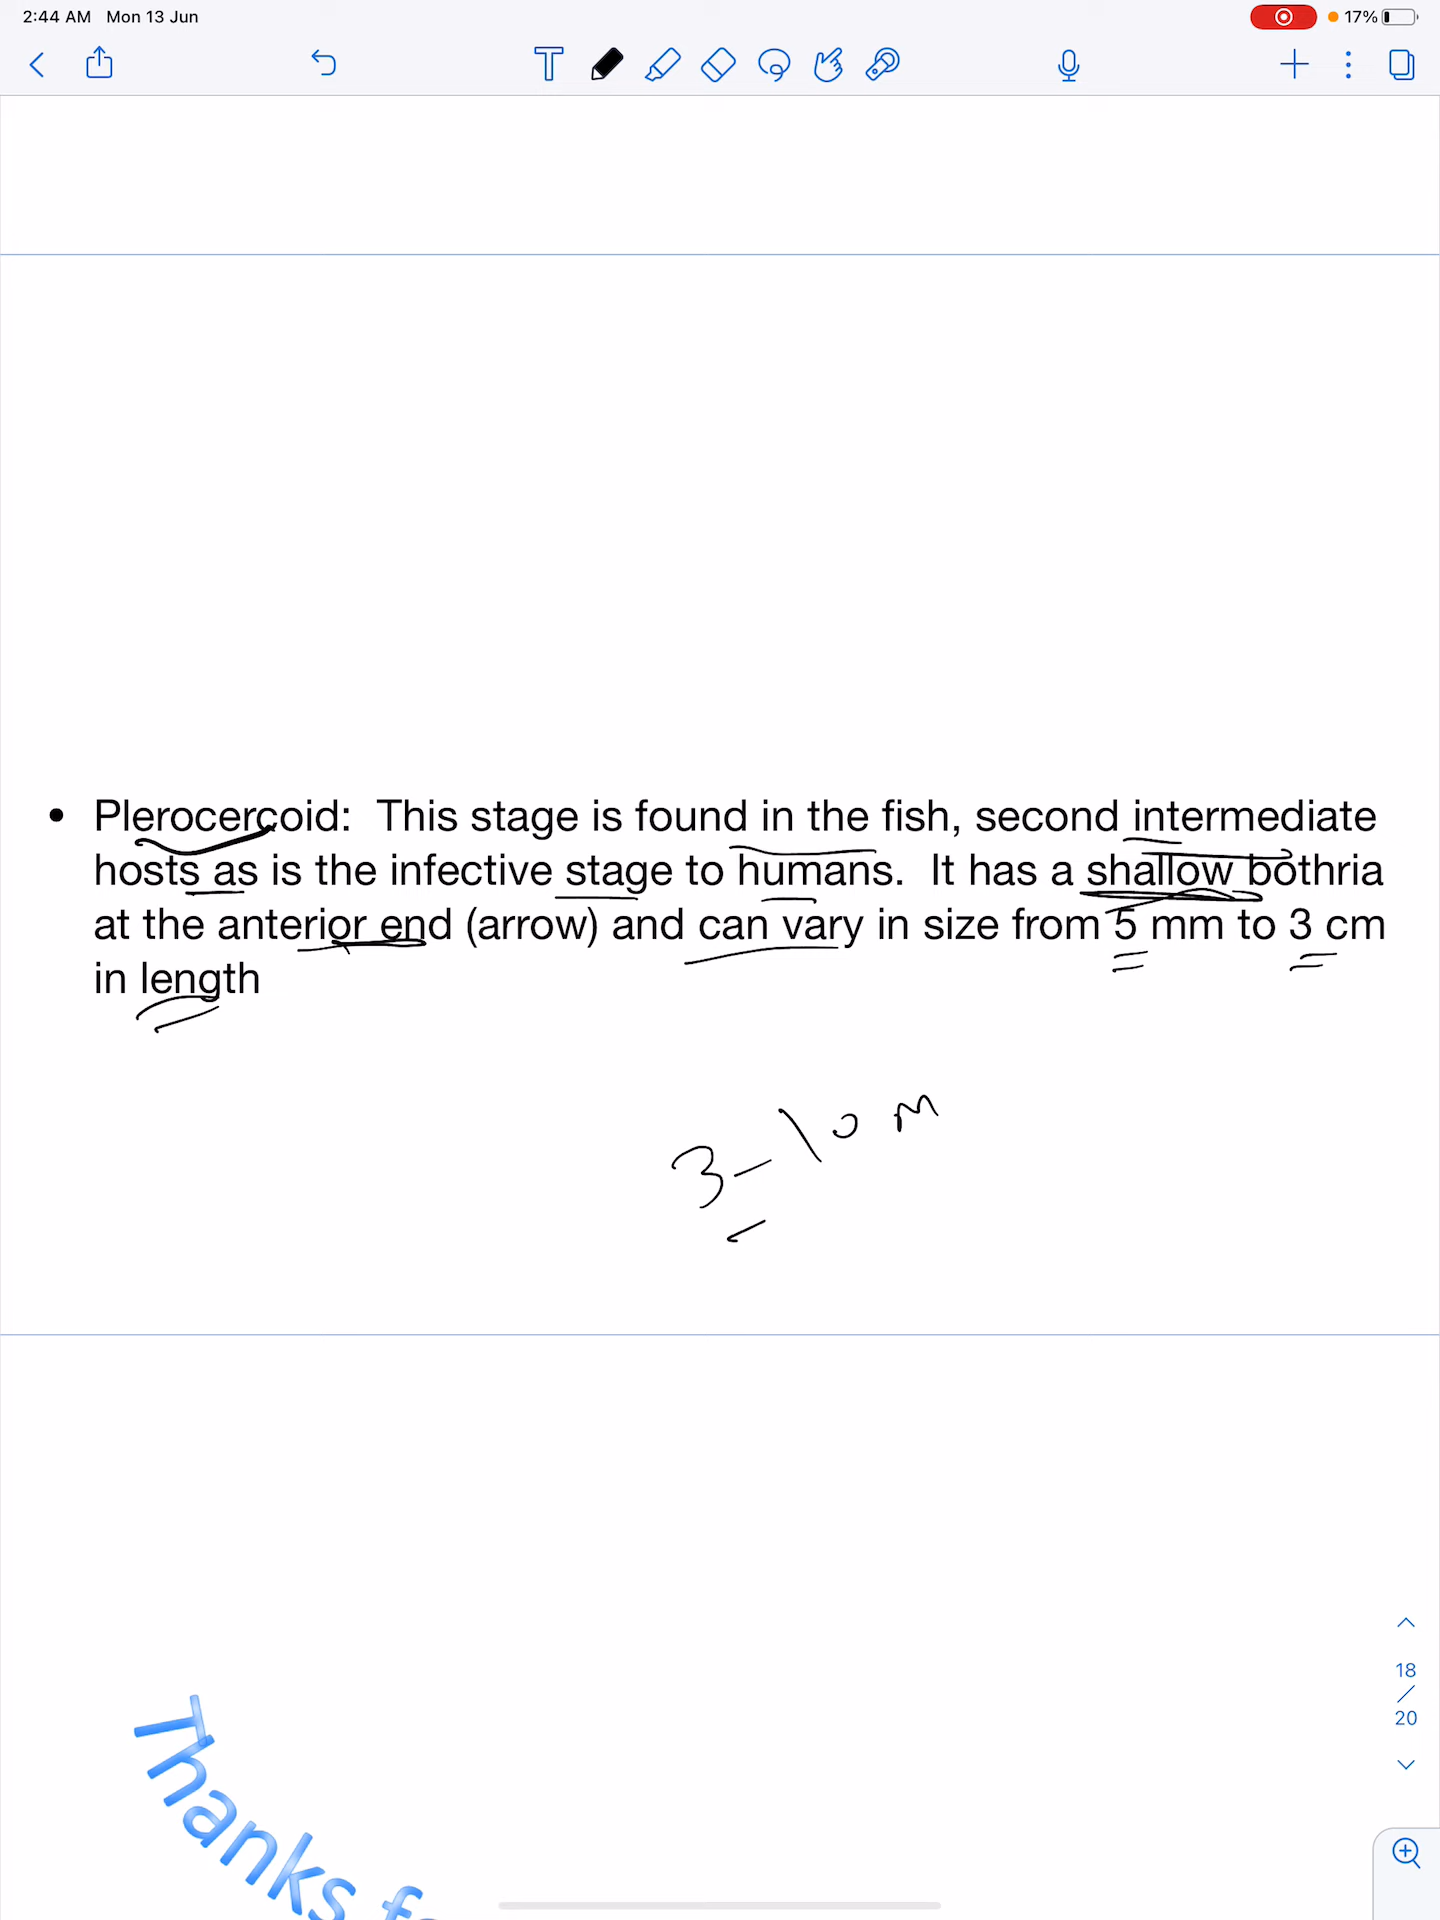 2:44 AM Mon 13 Jun
17%
• Plerocercoid: This stage is found in the fish, second intermediate
hosts as is the infective stage to humans. It has a shallow bothria
at the anterior end (arrow) and can vary in size from 5 mm to 3 cm
in length
3-10 m
18
/
20
Thanks